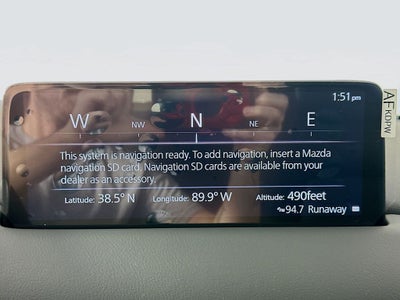 1:51pm
AFKDPW
W NW N NE E
This system is navigation ready. To add navigation, insert a Mazda
navigation SD card. Navigation SD cards are available from your
dealer as an accessory.
Latitude: 38.5° N Longitude: 89.9° W Altitude: 490feet
94.7 Runaway